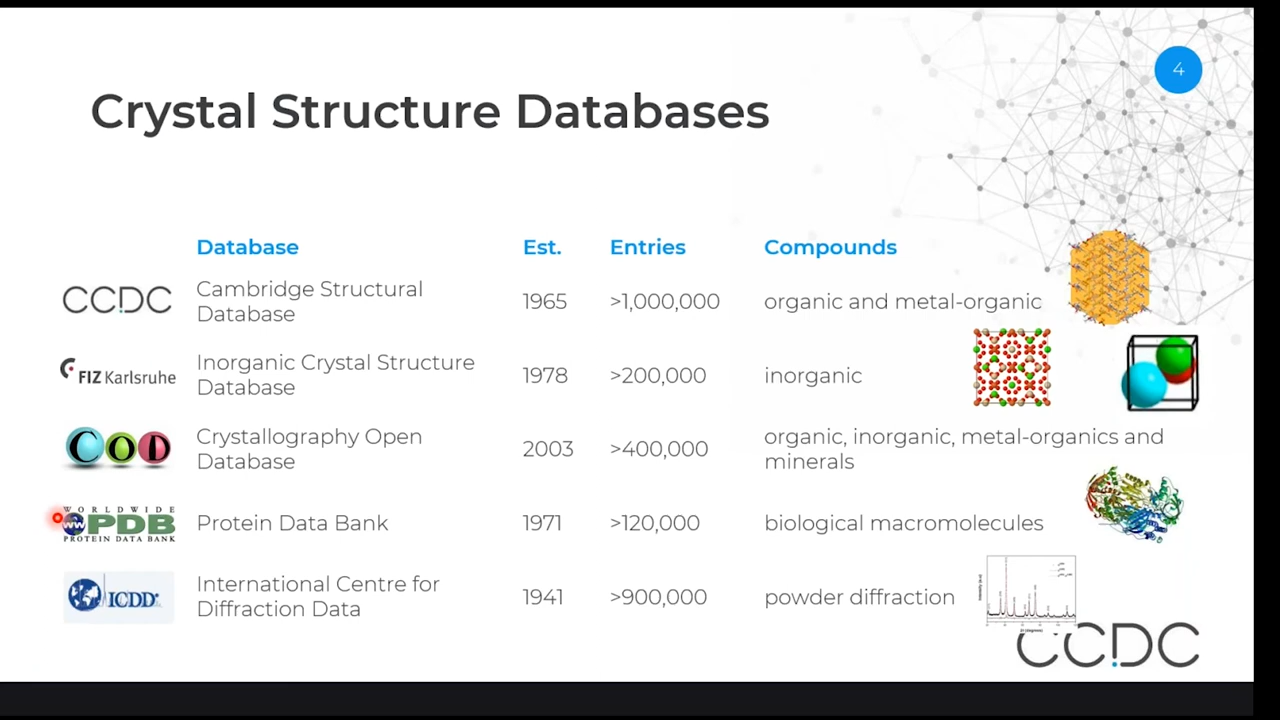 4
Crystal Structure Databases
Database Est. Entries Compounds
CCDC Cambridge Structural Database 1965 >1,000,000 organic and metal-organic
FIZ Karlsruhe Inorganic Crystal Structure Database 1978 >200,000 inorganic
COD Crystallography Open Database 2003 >400,000 organic, inorganic, metal-organics and minerals
WORLDWIDE
PDB Protein Data Bank 1971 >120,000 biological macromolecules
PROTEIN DATA BANK
ICDD International Centre for Diffraction Data 1941 >900,000 powder diffraction
CCDC